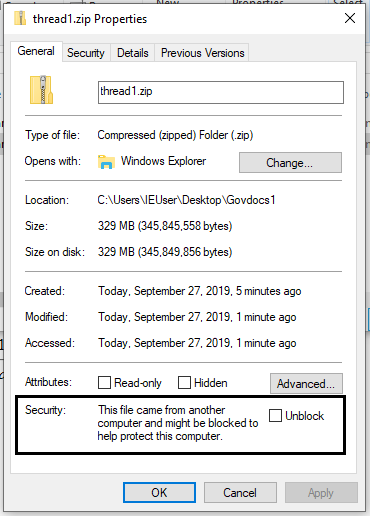 New
Properties
Select
thread1.zip Properties
General
Security
Details
Previous Versions
thread1.zip
Type of file: Compressed (zipped) Folder (.zip)
Opens with: Windows Explorer Change...
Location: C:\Users\IEUser\Desktop\Govdocs1
Size: 329 MB (345,845,558 bytes)
Size on disk: 329 MB (345,849,856 bytes)
Created: Today, September 27, 2019, 5 minutes ago
Modified: Today, September 27, 2019, 1 minute ago
Accessed: Today, September 27, 2019, 1 minute ago
Attributes: Read-only Hidden Advanced...
Security: This file came from another
computer and might be blocked to
help protect this computer.
Unblock
OK Cancel Apply